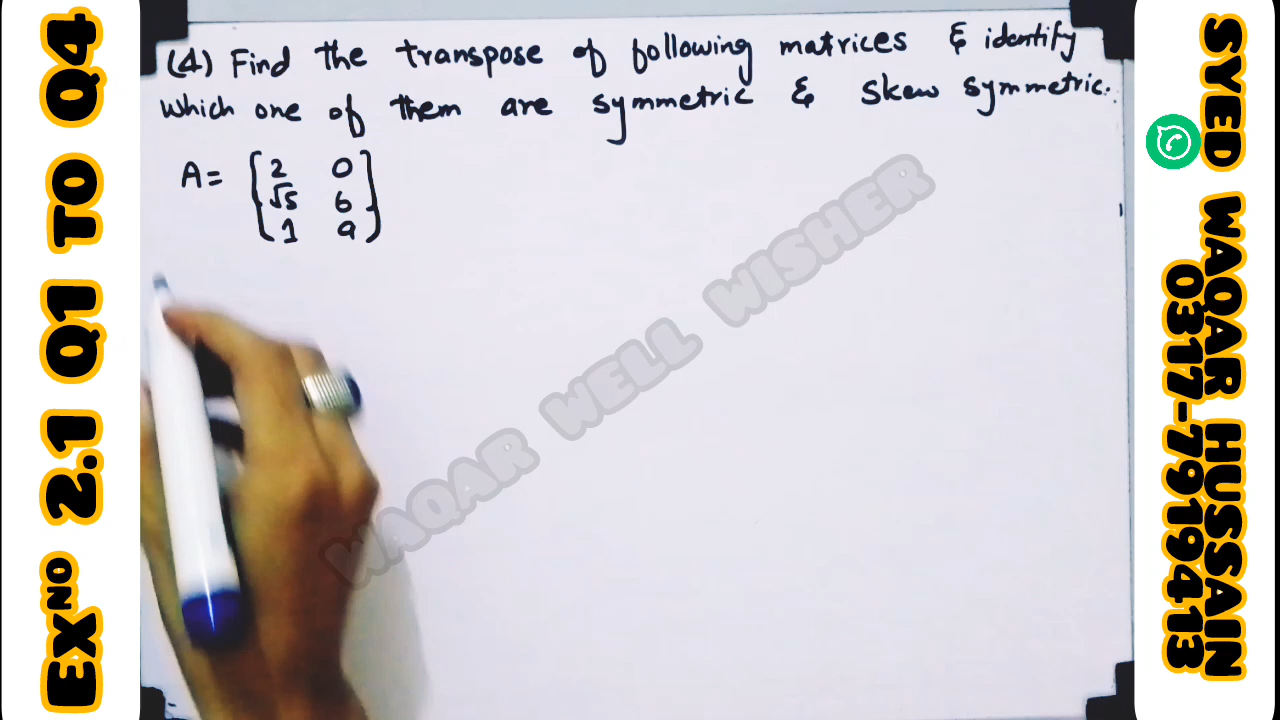 EXNO 2.1 Q1 TO Q4
(4) Find the transpose of following matrices & identify
which one of them are symmetric & skew symmetric.
A = [2 0
√5 6
1 9]
WAQAR WELL WISHER
SYED WAQAR HUSSAIN
0317-7919413